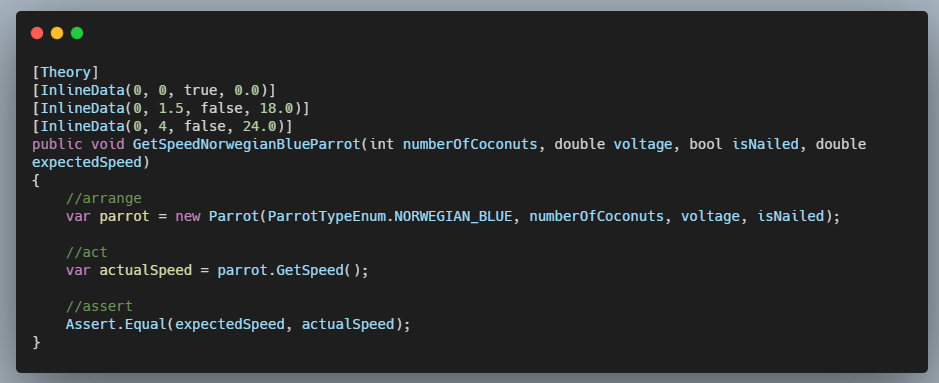 [Theory]
[InlineData(0, 0, true, 0.0)]
[InlineData(0, 1.5, false, 18.0)]
[InlineData(0, 4, false, 24.0)]
public void GetSpeedNorwegianBlueParrot(int numberOfCoconuts, double voltage, bool isNailed, double
expectedSpeed)
{
    //arrange
    var parrot = new Parrot(ParrotTypeEnum.NORWEGIAN_BLUE, numberOfCoconuts, voltage, isNailed);

    //act
    var actualSpeed = parrot.GetSpeed();

    //assert
    Assert.Equal(expectedSpeed, actualSpeed);
}